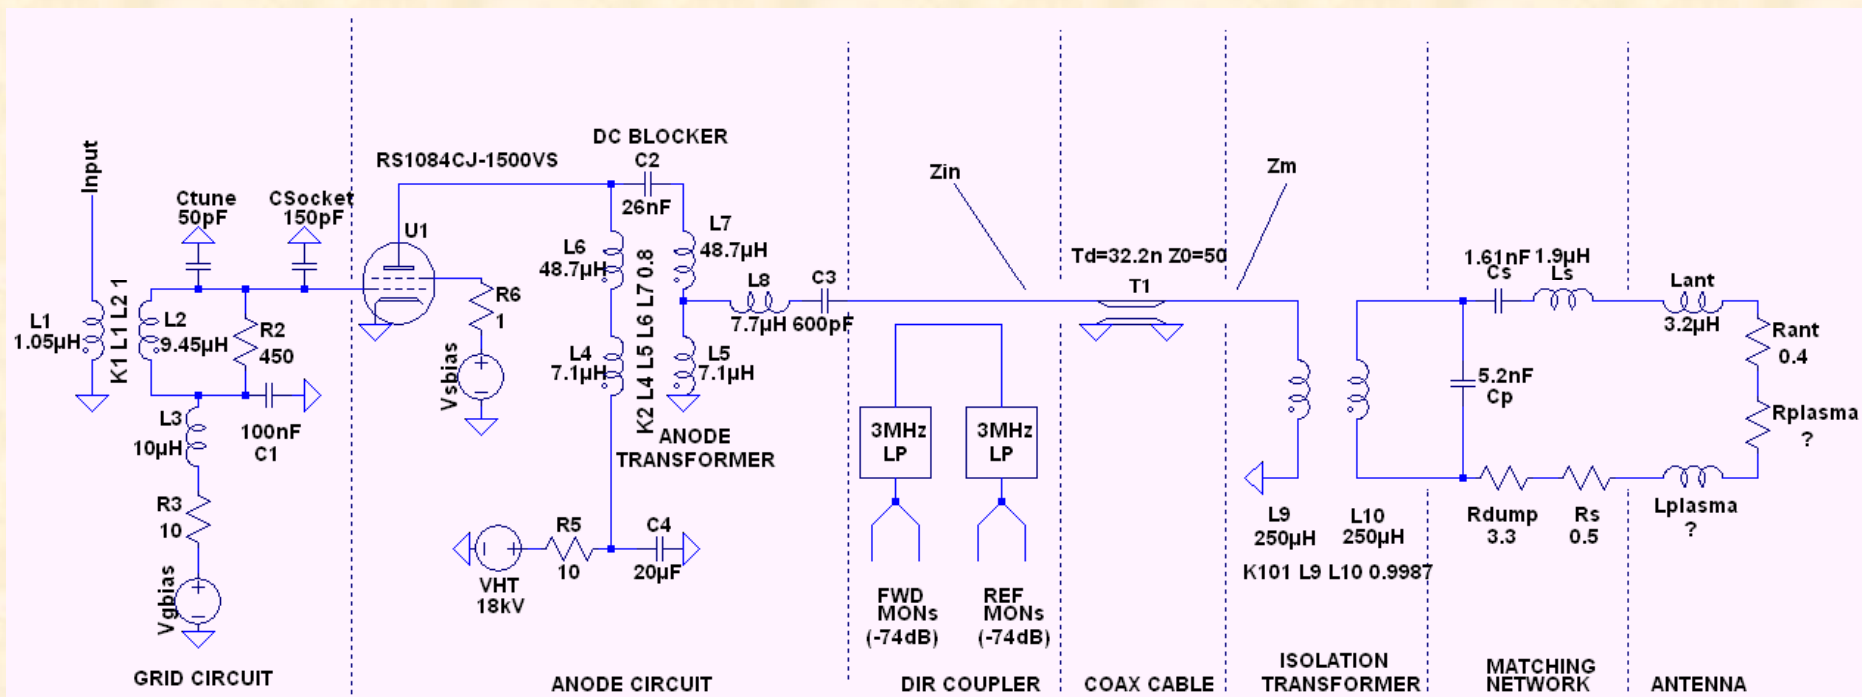 Input
L1
1.05µH
K1 L1 L2 1
L2
9.45µH
Ctune
50pF
CSocket
150pF
R2
450
100nF
C1
L3
10µH
R3
10
Vgbias
GRID CIRCUIT
RS1084CJ-1500VS
U1
R6
1
Vsbias
DC BLOCKER
C2
26nF
L6
48.7µH
L7
48.7µH
L4
7.1µH
L5
7.1µH
K2 L4 L5 L6 L7 0.8
ANODE
TRANSFORMER
L8
7.7µH
C3
600pF
VHT
18kV
R5
10
C4
20µF
ANODE CIRCUIT
Zin
3MHz
LP
3MHz
LP
FWD
MONs
(-74dB)
REF
MONs
(-74dB)
DIR COUPLER
Td=32.2n Z0=50
T1
COAX CABLE
Zm
L9
250µH
L10
250µH
K101 L9 L10 0.9987
ISOLATION
TRANSFORMER
1.61nF
Cs
1.9µH
Ls
5.2nF
Cp
Rdump
3.3
Rs
0.5
MATCHING
NETWORK
Lant
3.2µH
Rant
0.4
Rplasma
?
Lplasma
?
ANTENNA